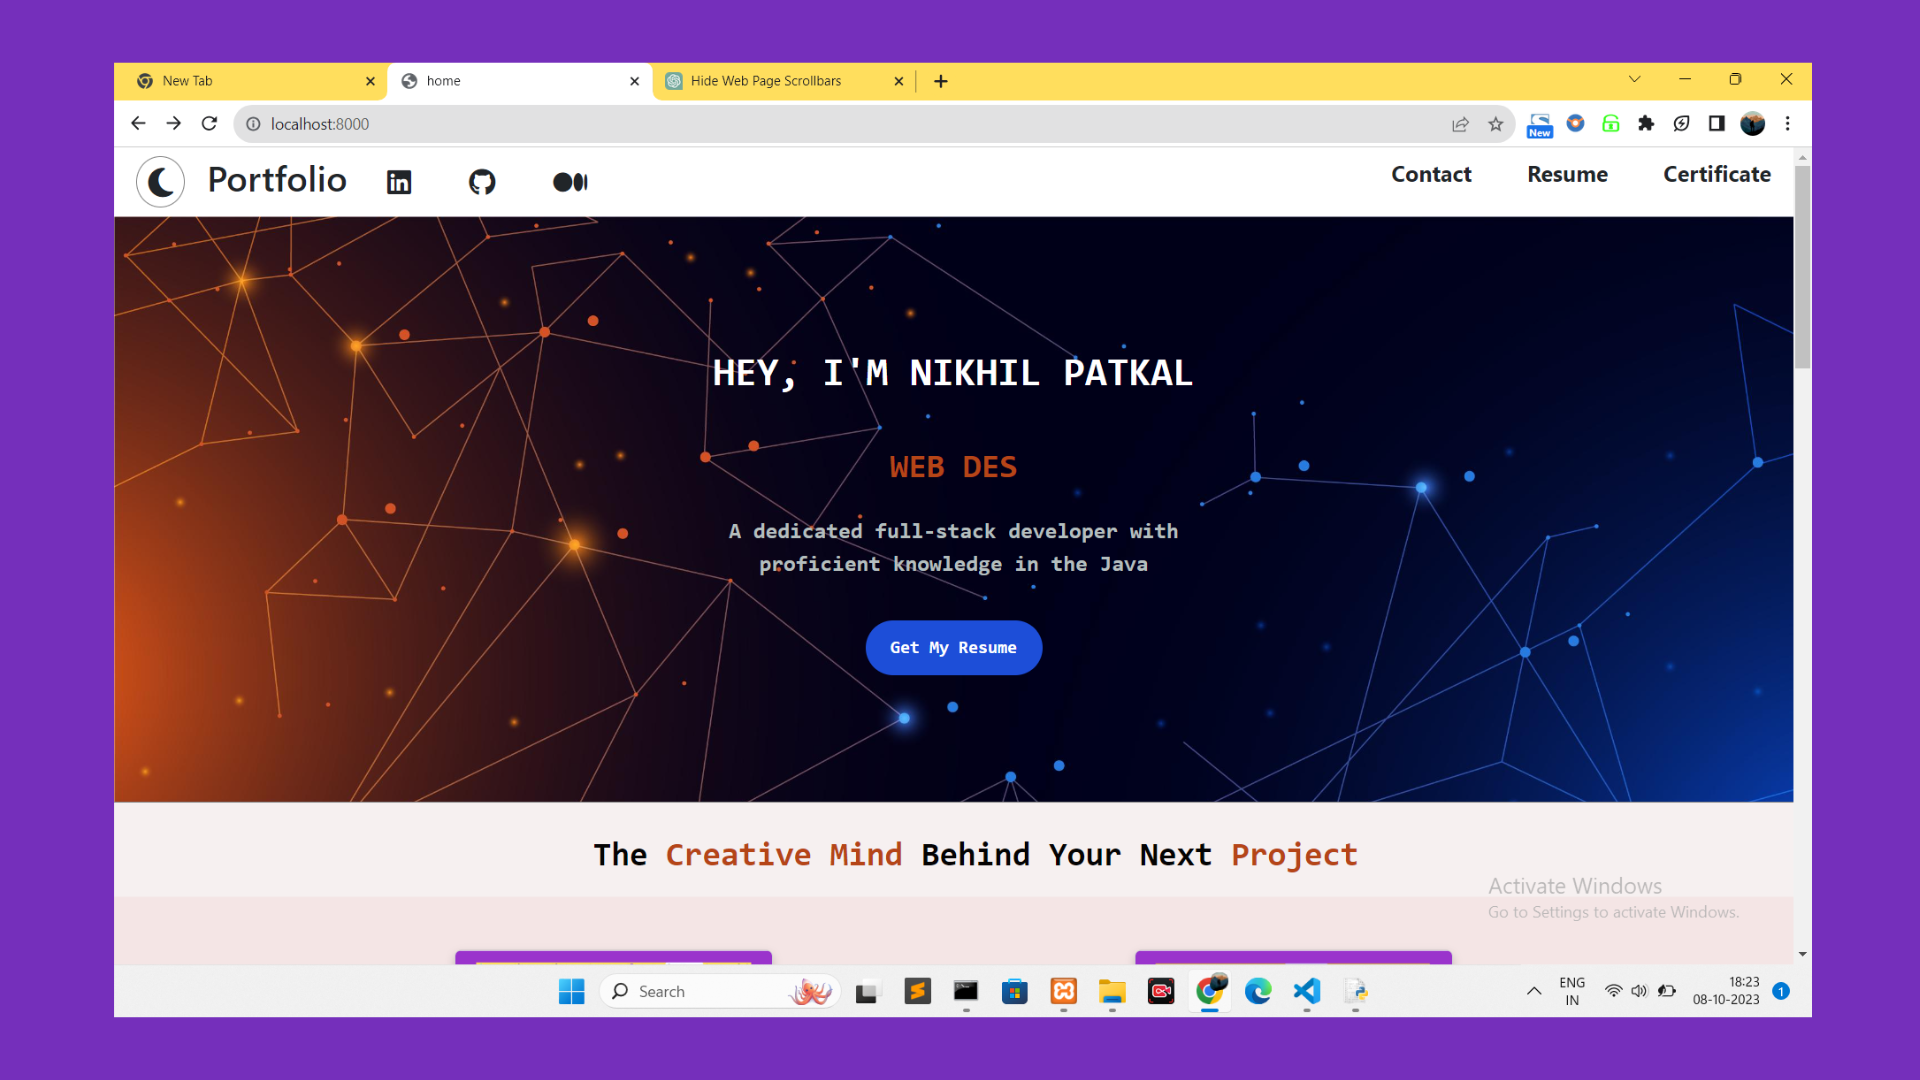 New Tab
home
Hide Web Page Scrollbars
localhost:8000
New
Portfolio
in
Contact
Resume
Certificate
HEY, I'M NIKHIL PATKAL
WEB DES
A dedicated full-stack developer with
proficient knowledge in the Java
Get My Resume
The Creative Mind Behind Your Next Project
Activate Windows
Go to Settings to activate Windows.
Search
ENG
IN
18:23
08-10-2023
1